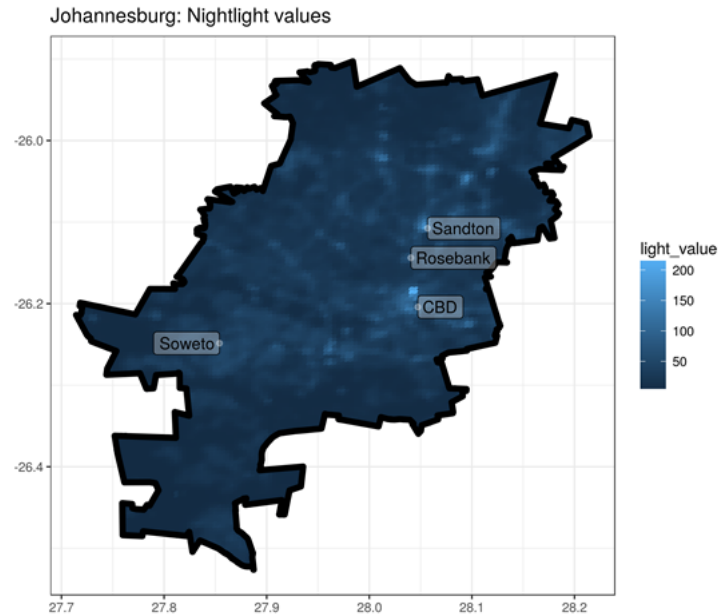 Johannesburg: Nightlight values
-26.0
Sandton
Rosebank
light_value
200
-26.2
CBD
150
Soweto
100
50
-26.4
27.7
27.8
27.9
28.0
28.1
28.2